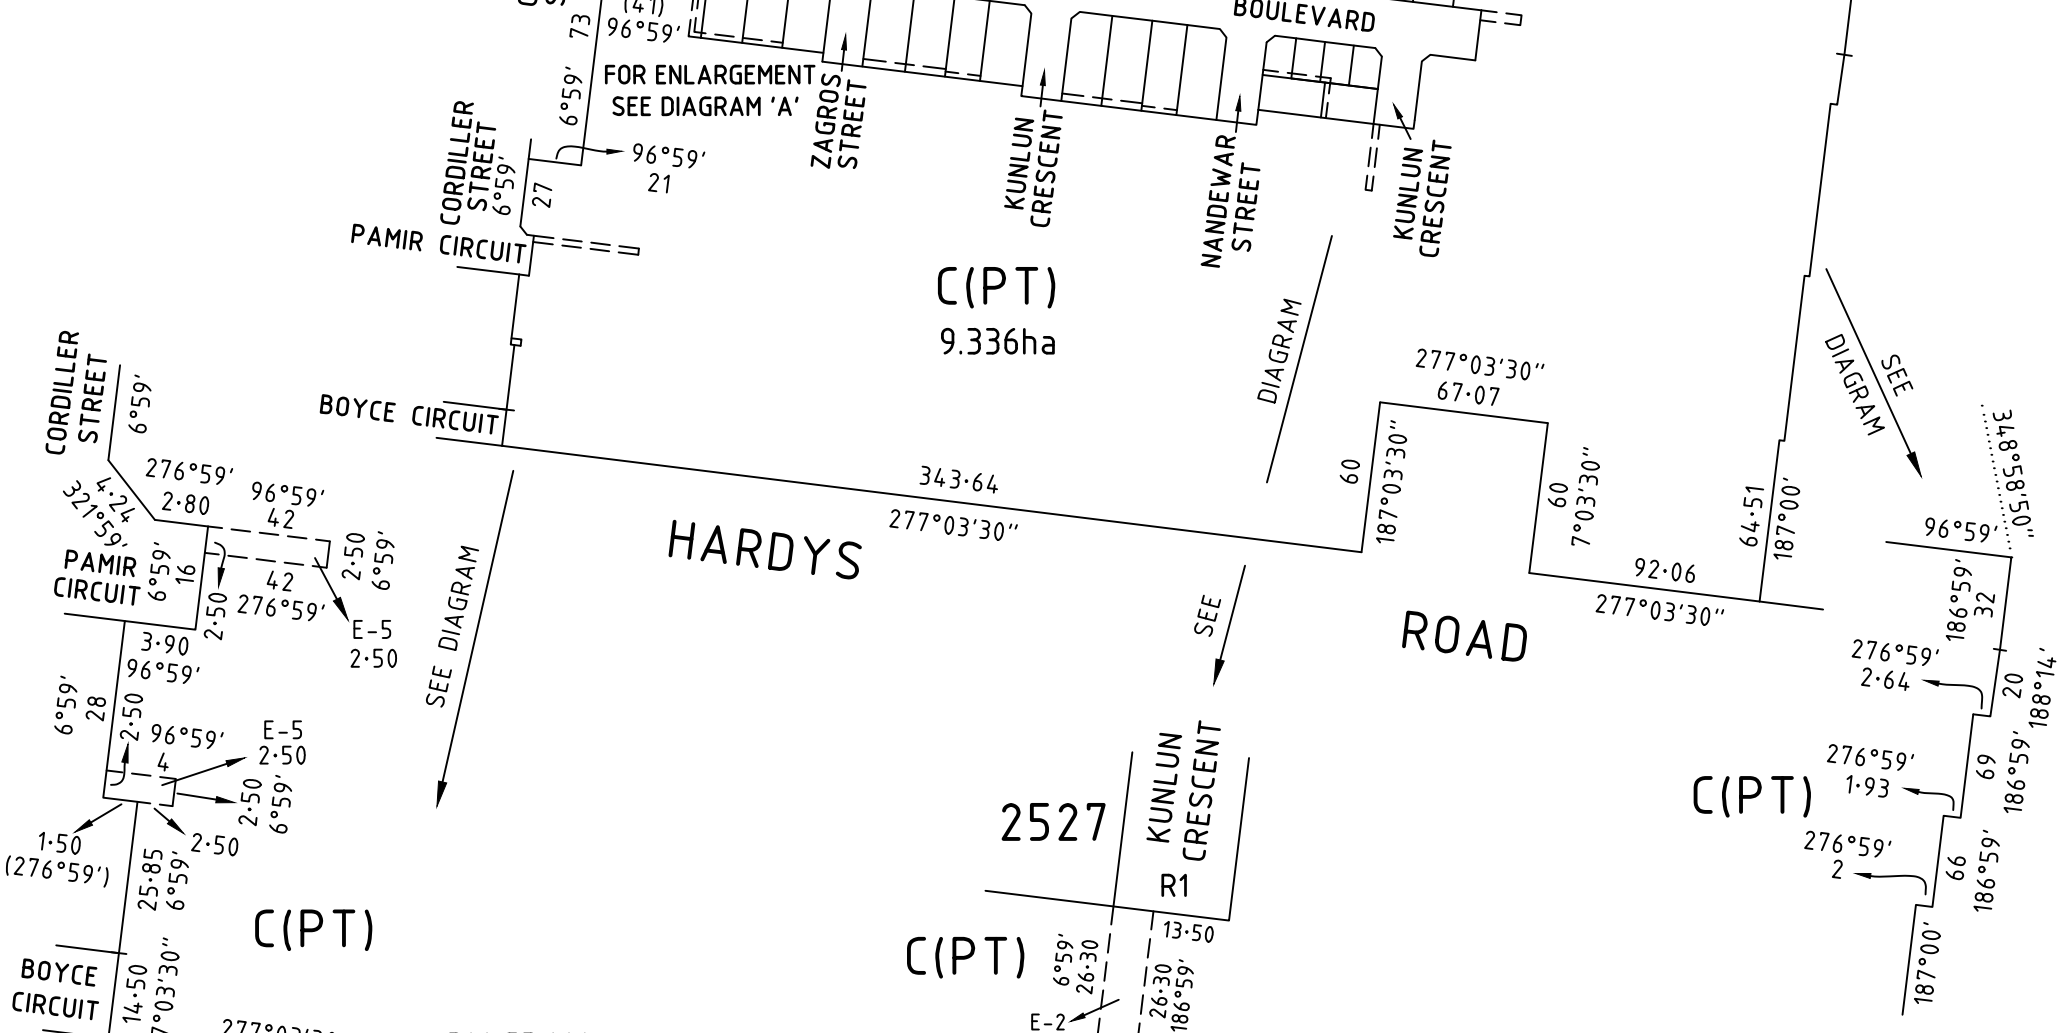 (41)
96°59'
73
6°59'
BOULEVARD
FOR ENLARGEMENT
SEE DIAGRAM 'A'
ZAGROS
STREET
KUNLUN
CRESCENT
NANDEWAR
STREET
KUNLUN
CRESCENT
CORDILLER
STREET
6°59'
27
96°59'
21
PAMIR CIRCUIT
C(PT)
9.336ha
DIAGRAM
SEE
BOYCE CIRCUIT
343·64
277°03'30"
HARDYS
ROAD
60
187°03'30"
277°03'30"
67·07
60
7°03'30"
92·06
277°03'30"
64·51
187°00'
SEE
DIAGRAM
348°58'50"
96°59'
186°59'
32
276°59'
2·64
20
188°14'
276°59'
1·93
69
186°59'
276°59'
2
66
186°59'
187°00'
C(PT)
CORDILLER
STREET
6°59'
276°59'
2·80
4·24
321°59'
96°59'
42
2·50
6°59'
PAMIR
CIRCUIT
6°59'
16
2·50
42
276°59'
E-5
2·50
3·90
96°59'
6°59'
28
2·50
96°59'
4
E-5
2·50
2·50
6°59'
1·50
(276°59')
2·50
25·85
6°59'
SEE DIAGRAM
C(PT)
BOYCE
CIRCUIT
14·50
7°03'30"
2527
KUNLUN
CRESCENT
R1
13·50
C(PT)
6°59'
26·30
26·30
186°59'
E-2